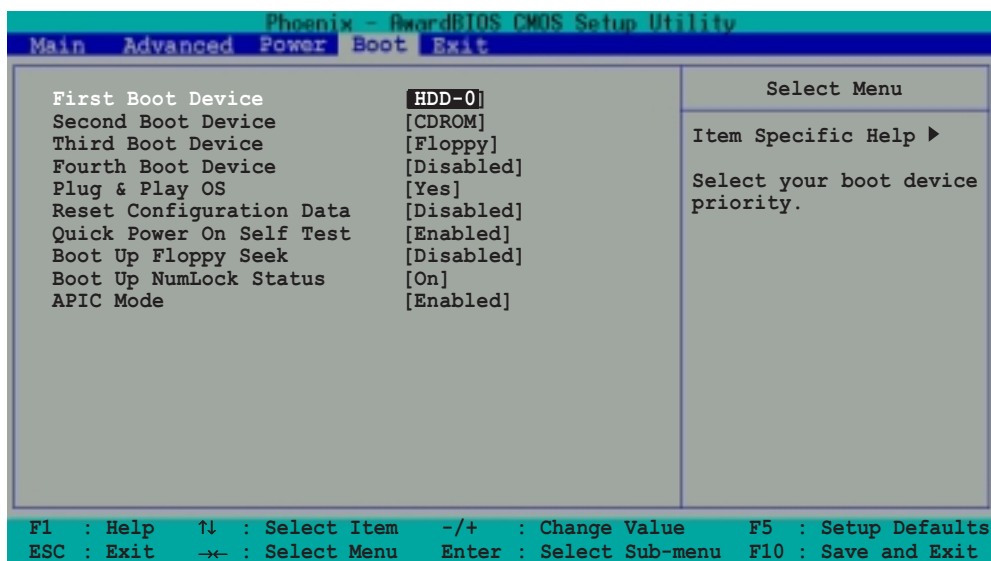 Phoenix - AwardBIOS CMOS Setup Utility
Main Advanced Power Boot Exit
First Boot Device [HDD-0]
Second Boot Device [CDROM]
Third Boot Device [Floppy]
Fourth Boot Device [Disabled]
Plug & Play OS [Yes]
Reset Configuration Data [Disabled]
Quick Power On Self Test [Enabled]
Boot Up Floppy Seek [Disabled]
Boot Up NumLock Status [On]
APIC Mode [Enabled]
Select Menu
Item Specific Help ▶
Select your boot device
priority.
F1 : Help ↑↓ : Select Item -/+ : Change Value F5 : Setup Defaults
ESC : Exit →← : Select Menu Enter : Select Sub-menu F10 : Save and Exit